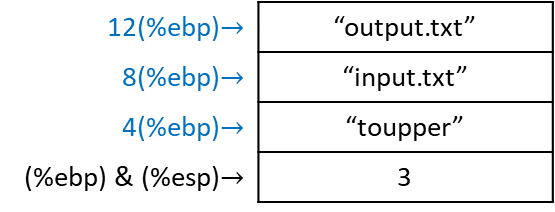 12(%ebp)→ “output.txt”
8(%ebp)→ “input.txt”
4(%ebp)→ “toupper”
(%ebp) & (%esp)→ 3